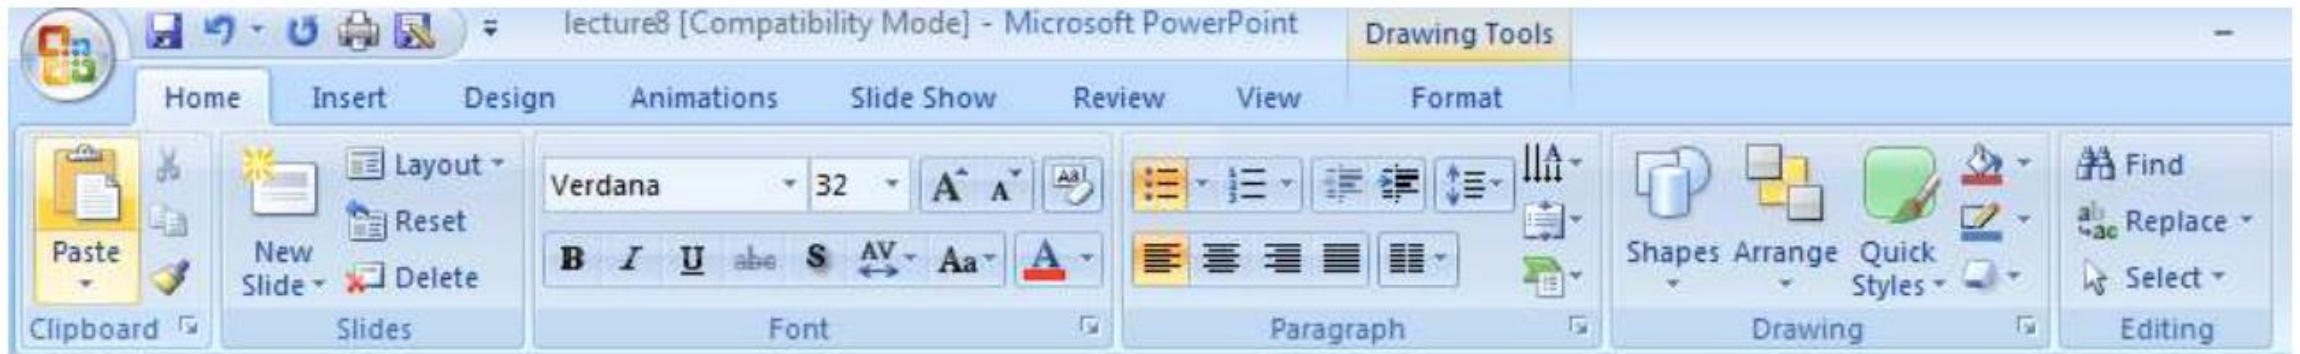 lecture8 [Compatibility Mode] - Microsoft PowerPoint
Drawing Tools
Home Insert Design Animations Slide Show Review View Format
Paste
New Slide
Layout
Reset
Delete
Verdana 32 A A Aa
B I U abc S AV Aa A
Shapes Arrange Quick Styles
Find
Replace
Select
Clipboard Slides Font Paragraph Drawing Editing